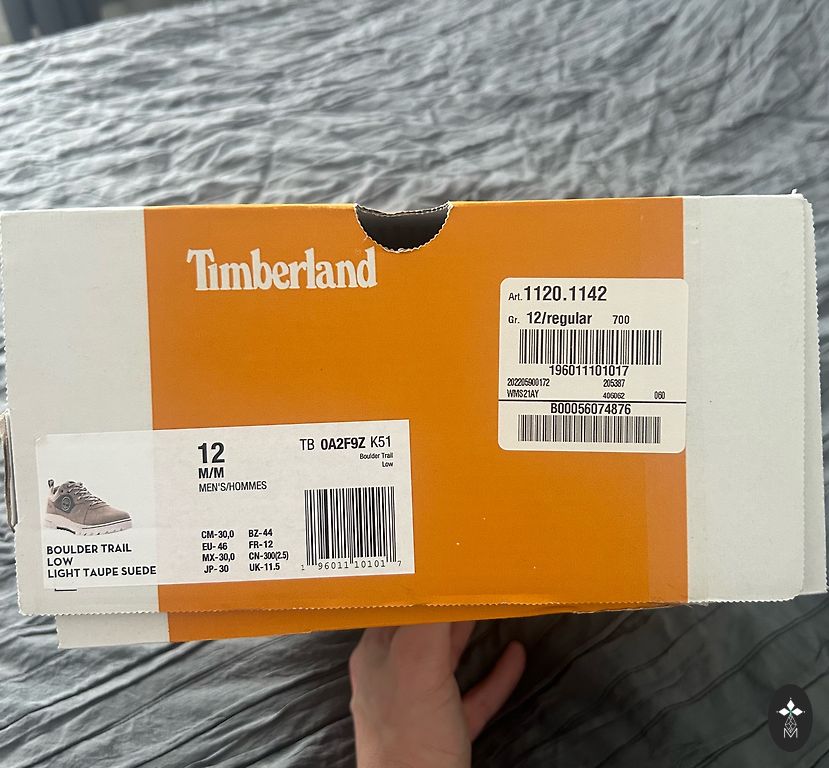 Timberland
Art. 1120.1142
Gr. 12/regular 700
196011101017
202205900172 205387
WMS21AY 406062 060
B00056074876
12
M/M
MEN'S/HOMMES
TB 0A2F9Z K51
Boulder Trail
Low
CM-30,0 BZ-44
EU-46 FR-12
MX-30,0 CN-300(2.5)
JP-30 UK-11.5
1 96011 10101 7
BOULDER TRAIL
LOW
LIGHT TAUPE SUEDE
M